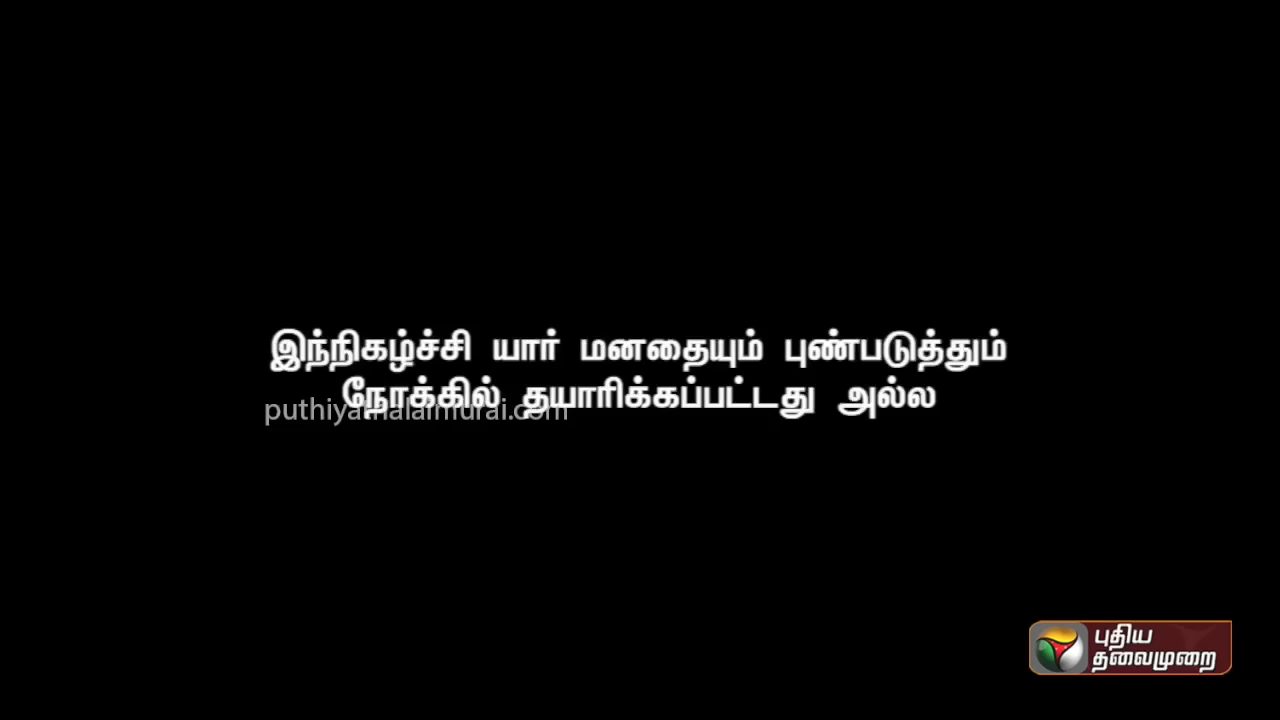 இந்நிகழ்ச்சி யார் மனதையும் புண்படுத்தும்
நோக்கில் தயாரிக்கப்பட்டது அல்ல
puthiyathalaimurai.com
புதிய
தலைமுறை